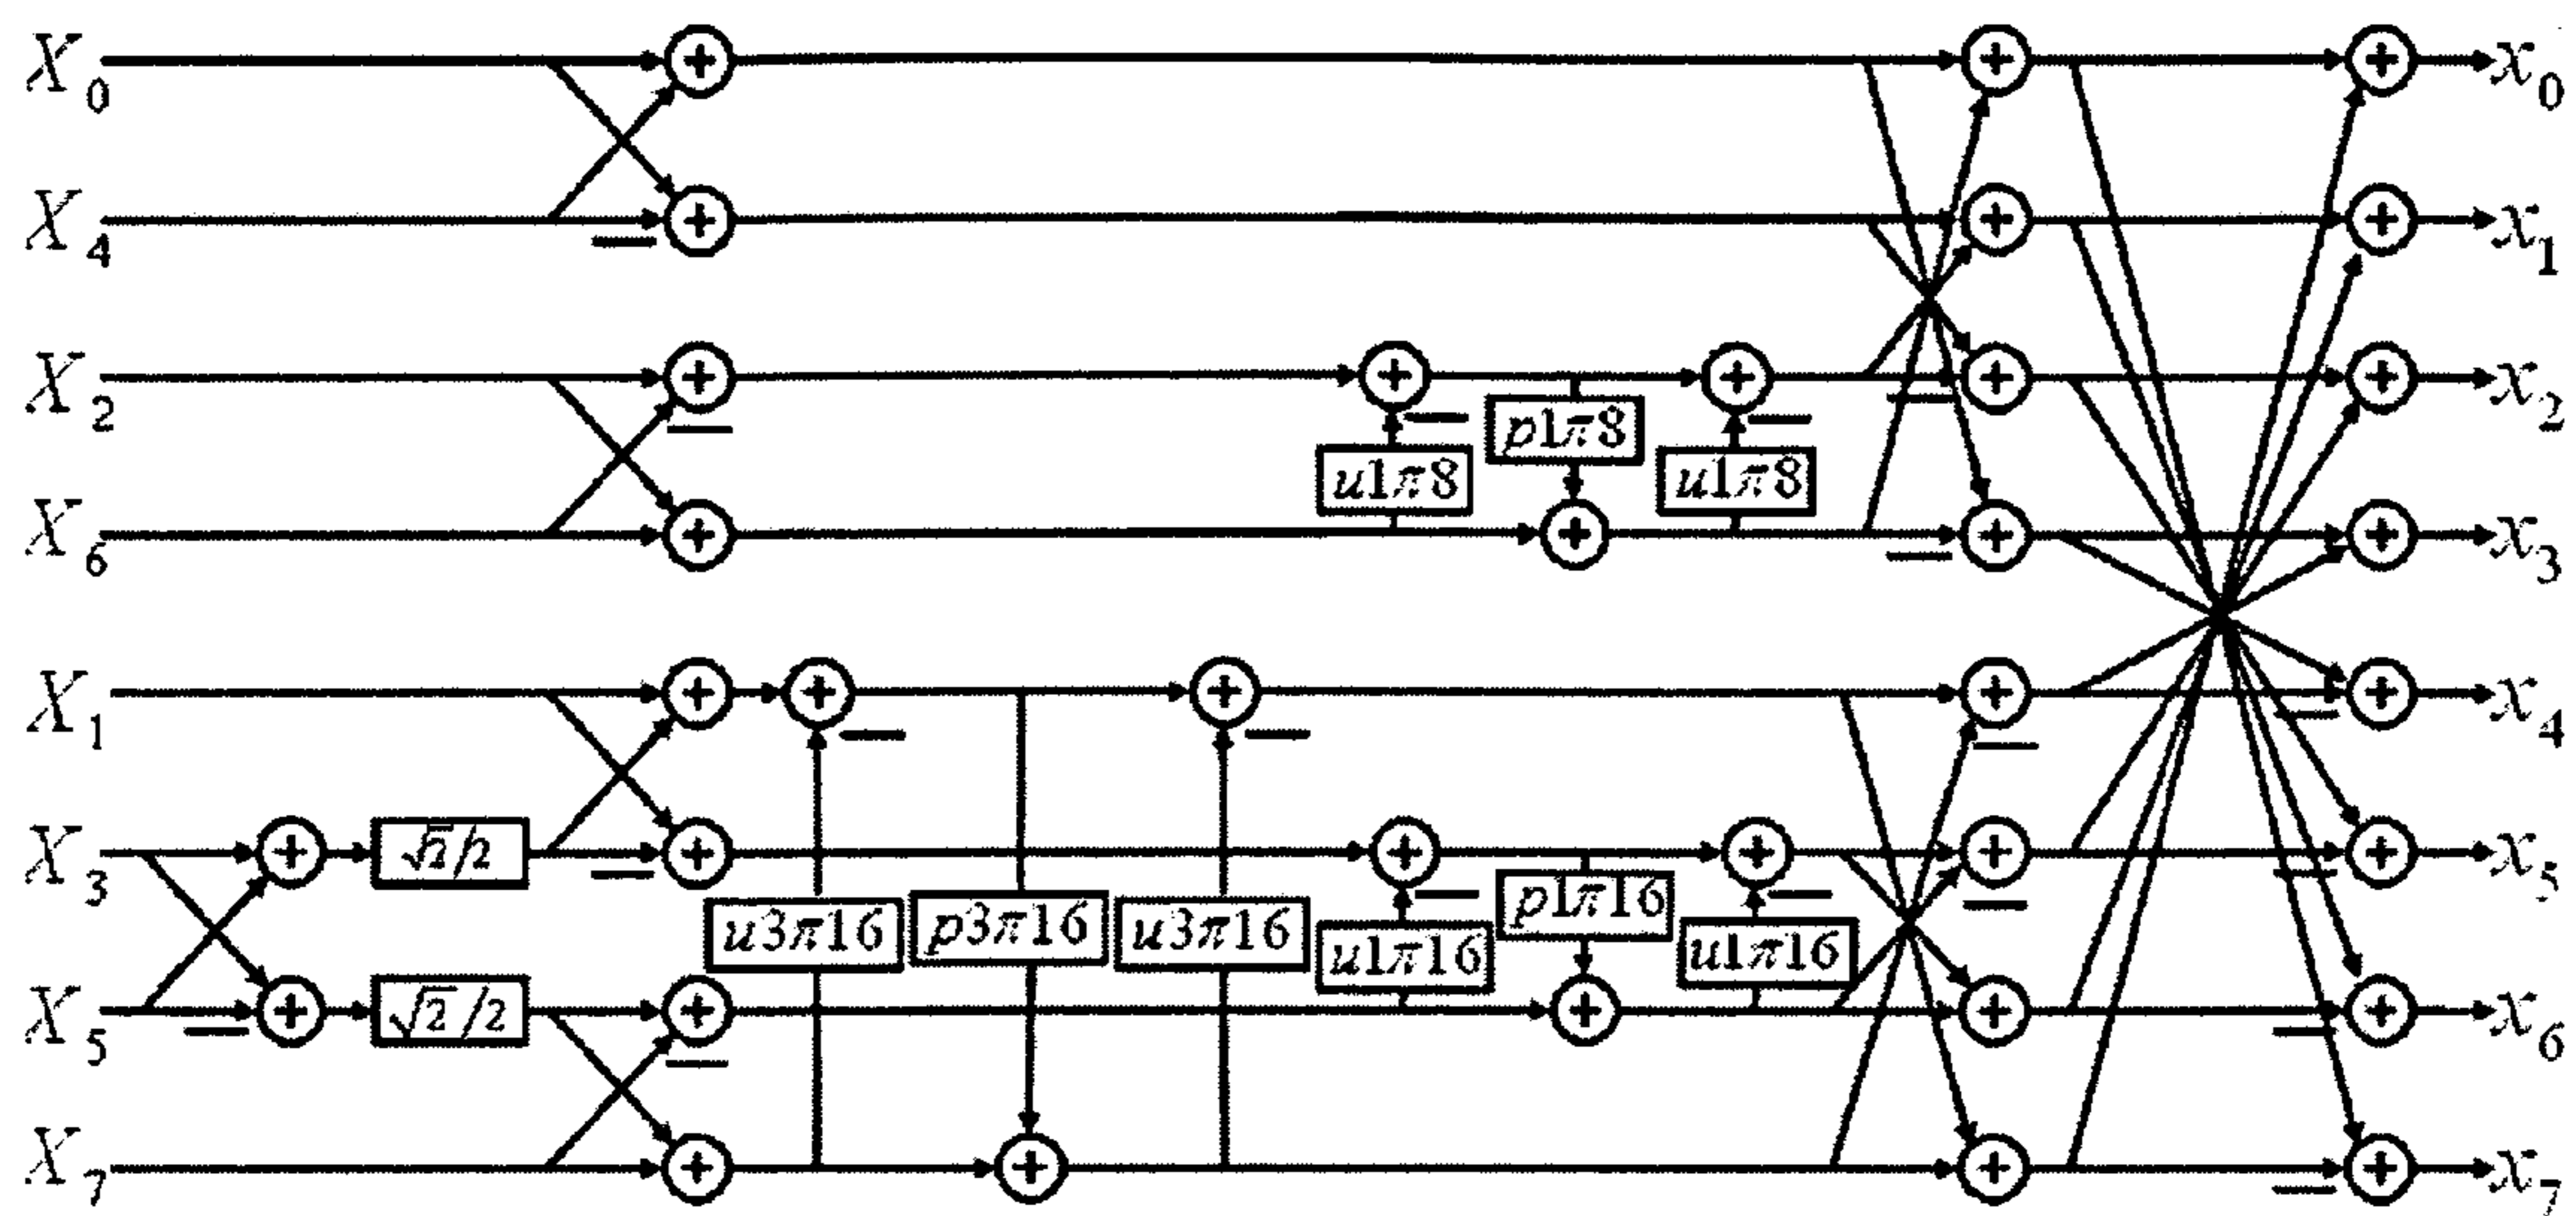 X0 + + + x0
X4 + + + x1
X2 + + + + + x2
p1π8
u1π8 u1π8
X6 + + + + x3
X1 + + + + + x4
X3 + √2/2 + + + + + x5
u3π16 p3π16 u3π16 p1π16
u1π16 u1π16
X5 + √2/2 + + + + x6
X7 + + + + x7